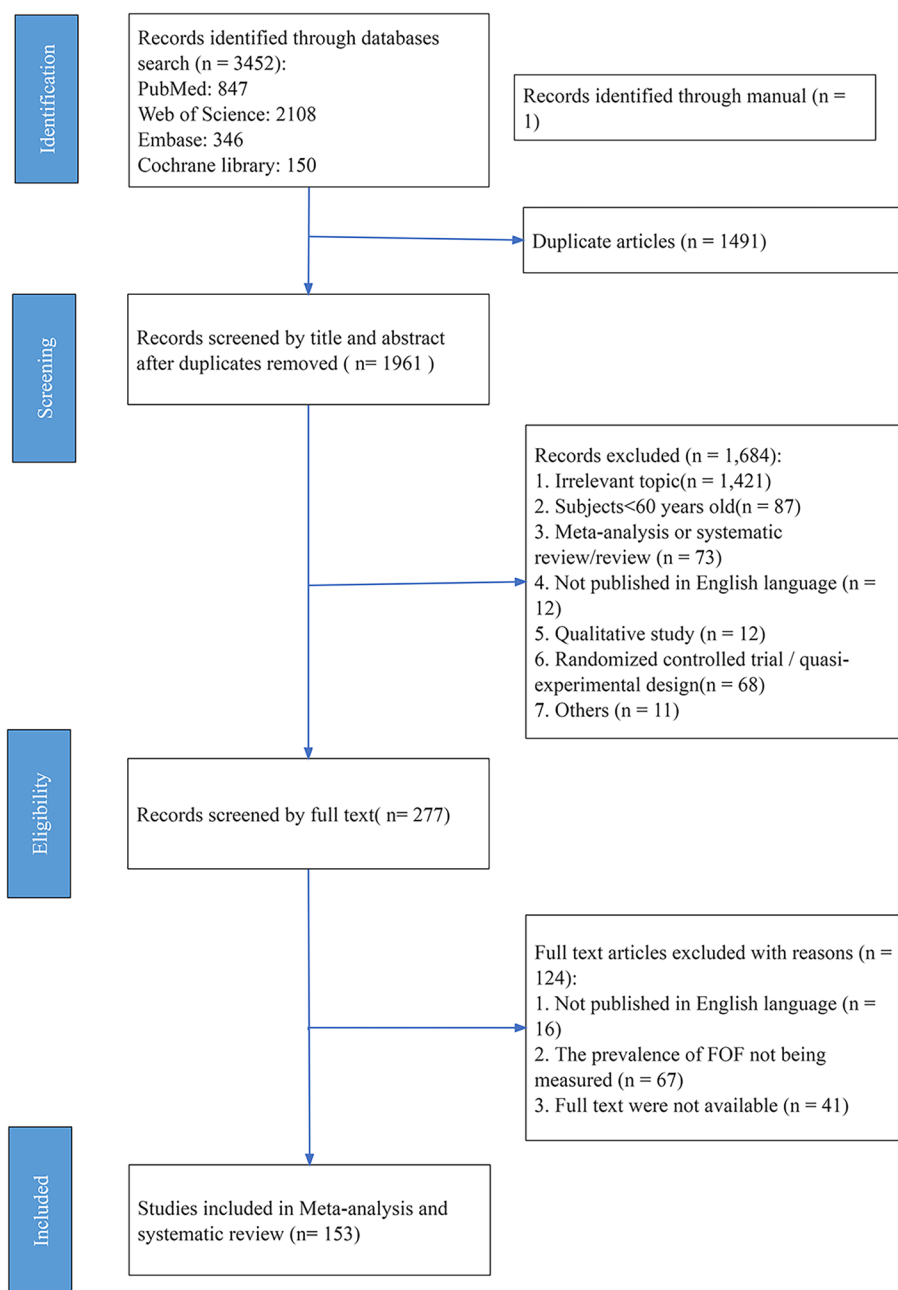 Identification
Records identified through databases
search (n = 3452):
PubMed: 847
Web of Science: 2108
Embase: 346
Cochrane library: 150
Records identified through manual (n =
1)
Duplicate articles (n = 1491)
Screening
Records screened by title and abstract
after duplicates removed ( n= 1961 )
Records excluded (n = 1,684):
1. Irrelevant topic(n = 1,421)
2. Subjects<60 years old(n = 87)
3. Meta-analysis or systematic
review/review (n = 73)
4. Not published in English language (n =
12)
5. Qualitative study (n = 12)
6. Randomized controlled trial / quasi-
experimental design(n = 68)
7. Others (n = 11)
Eligibility
Records screened by full text( n= 277)
Full text articles excluded with reasons (n =
124):
1. Not published in English language (n =
16)
2. The prevalence of FOF not being
measured (n = 67)
3. Full text were not available (n = 41)
Included
Studies included in Meta-analysis and
systematic review (n= 153)